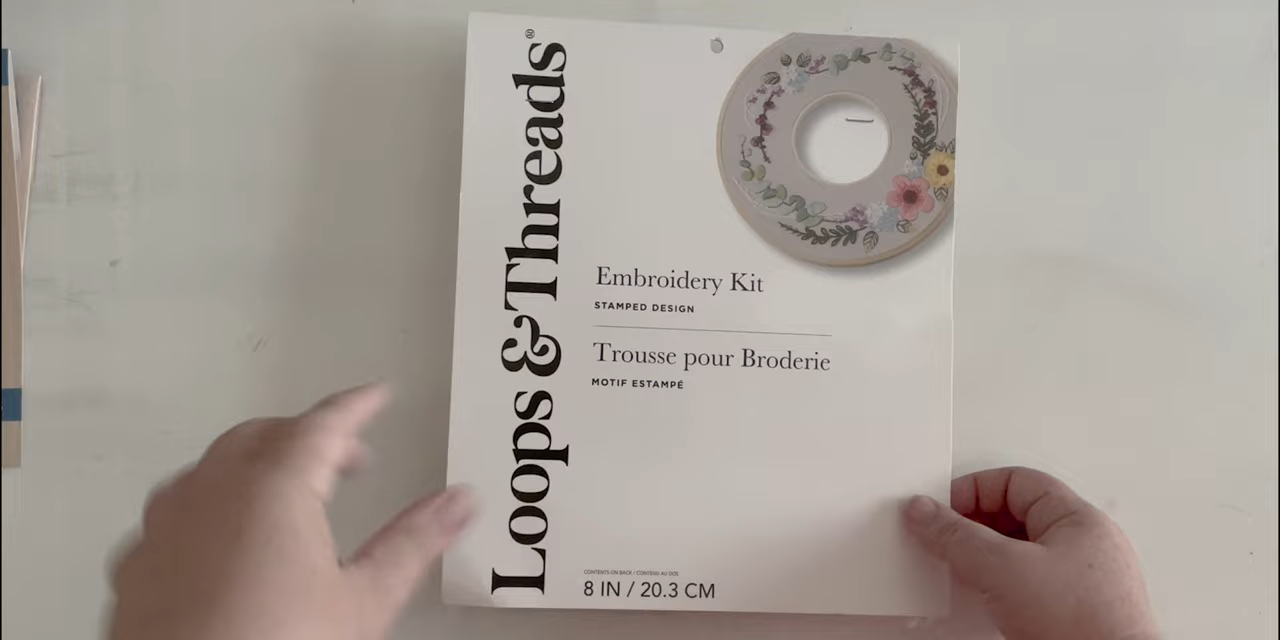 Loops & Threads®
Embroidery Kit
STAMPED DESIGN
Trousse pour Broderie
MOTIF ESTAMPÉ
CONTENTS ON BACK / CONTENU AU DOS
8 IN / 20.3 CM